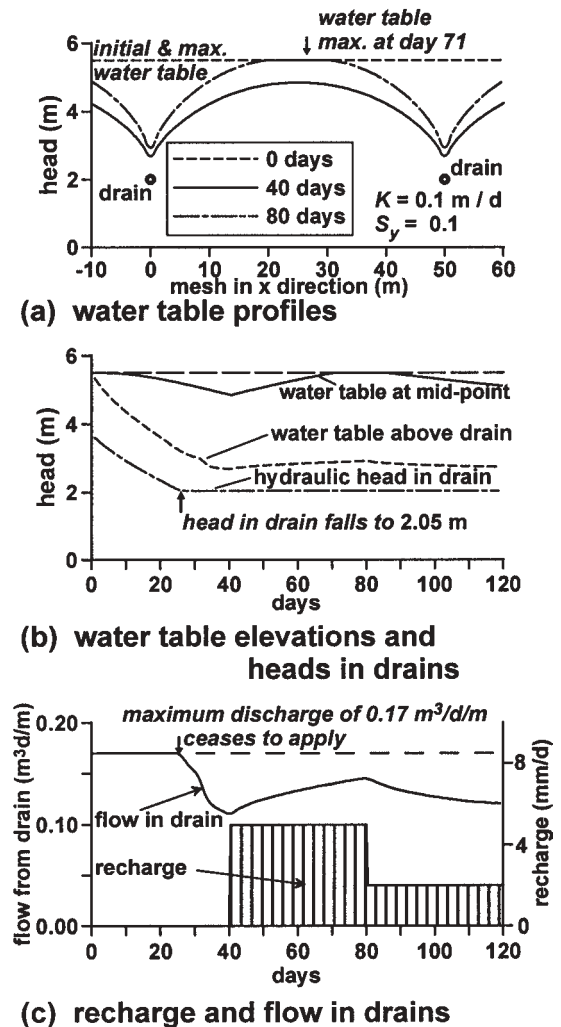 water table
max. at day 71
initial & max.
water table
6
4
2
0
head (m)
0 days
40 days
80 days
drain
drain
K = 0.1 m / d
Sy = 0.1
-10 0 10 20 30 40 50 60
mesh in x direction (m)
(a) water table profiles
6
4
2
0
head (m)
water table at mid-point
water table above drain
hydraulic head in drain
head in drain falls to 2.05 m
0 20 40 60 80 100 120
days
(b) water table elevations and
heads in drains
maximum discharge of 0.17 m³/d/m
ceases to apply
0.20
0.10
0.00
flow from drain (m³d/m)
flow in drain
recharge
8
4
0
recharge (mm/d)
0 20 40 60 80 100 120
days
(c) recharge and flow in drains